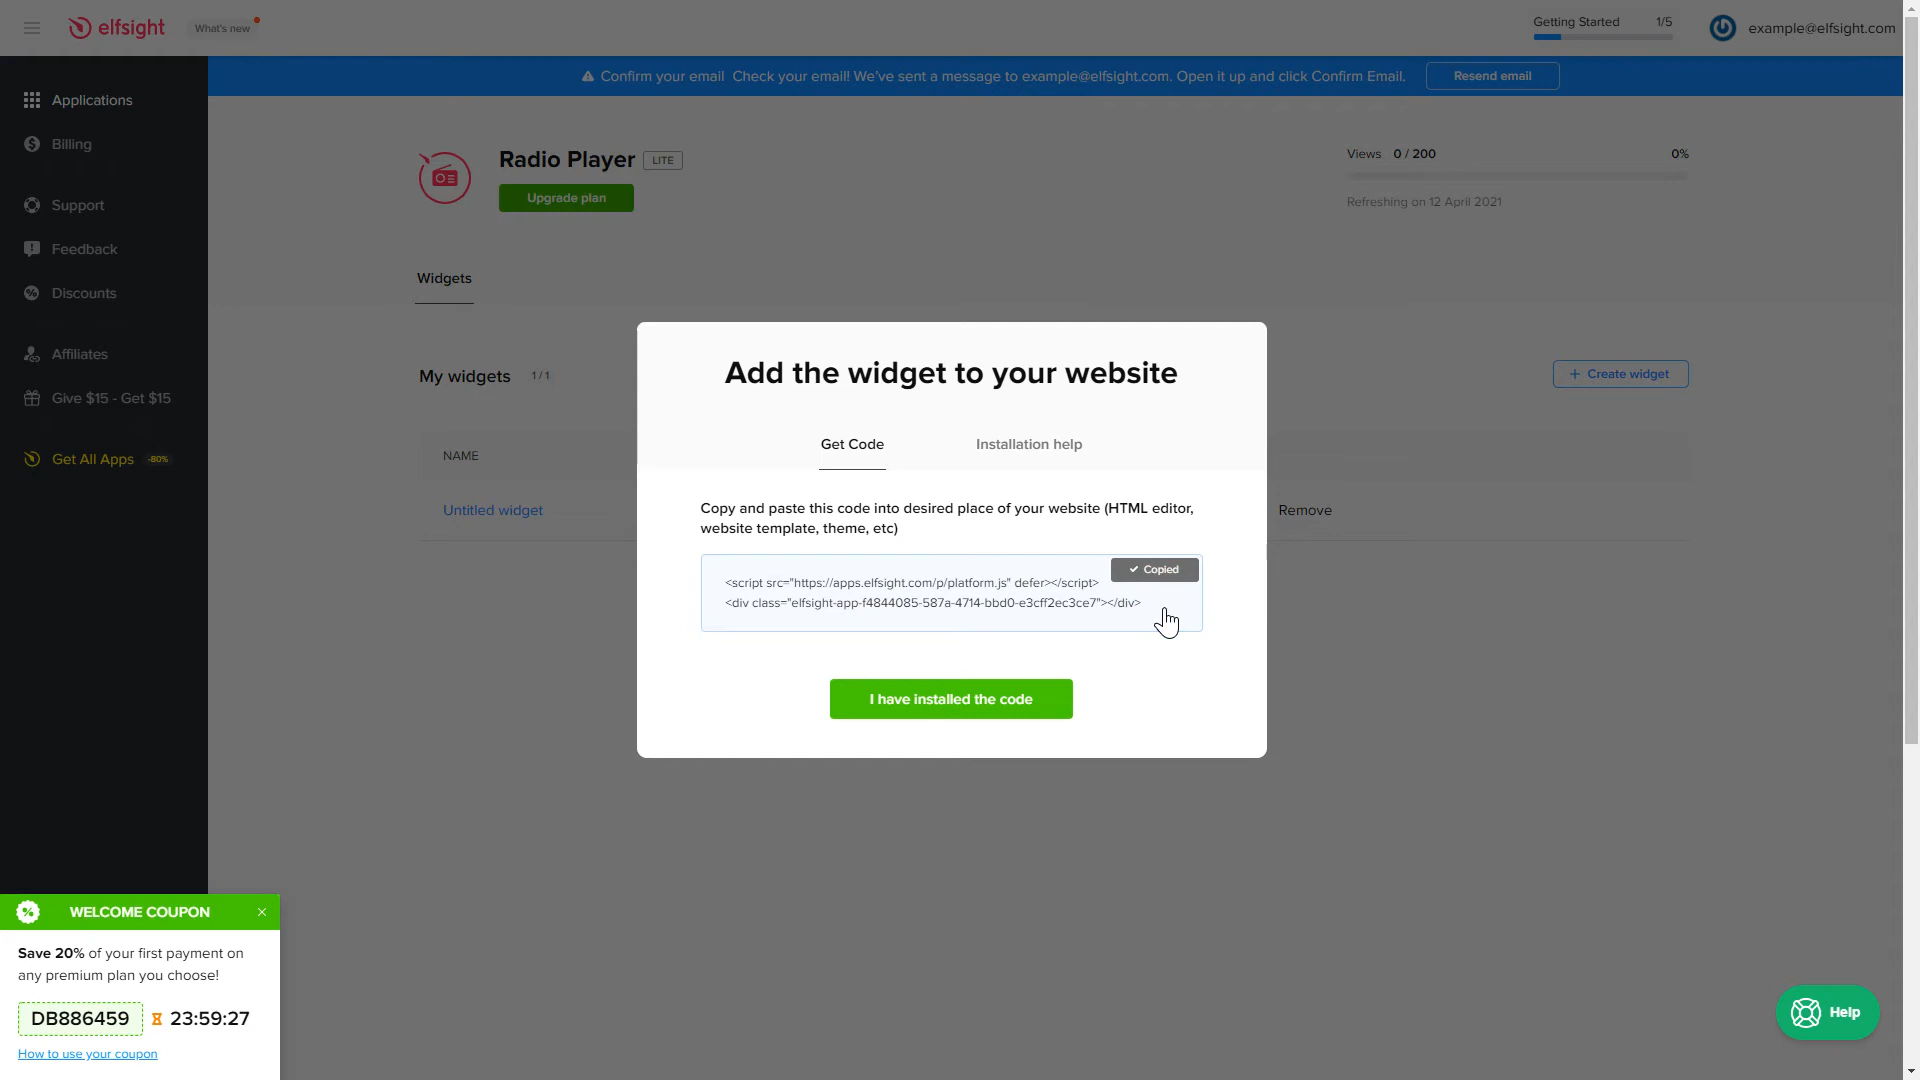 elfsight
What's new
Getting Started 1/5
example@elfsight.com
Confirm your email Check your email! We've sent a message to example@elfsight.com. Open it up and click Confirm Email.
Resend email
Applications
Billing
Support
Feedback
Discounts
Affiliates
Give $15 - Get $15
Get All Apps -80%
Radio Player LITE
Upgrade plan
Views 0 / 200 0%
Refreshing on 12 April 2021
Widgets
My widgets 1 / 1
+ Create widget
NAME
Untitled widget
Remove
Add the widget to your website
Get Code Installation help
Copy and paste this code into desired place of your website (HTML editor,
website template, theme, etc)
Copied
<script src="https://apps.elfsight.com/p/platform.js" defer></script>
<div class="elfsight-app-f4844085-587a-4714-bbd0-e3cff2ec3ce7"></div>
I have installed the code
WELCOME COUPON
Save 20% of your first payment on
any premium plan you choose!
DB886459 23:59:27
How to use your coupon
Help